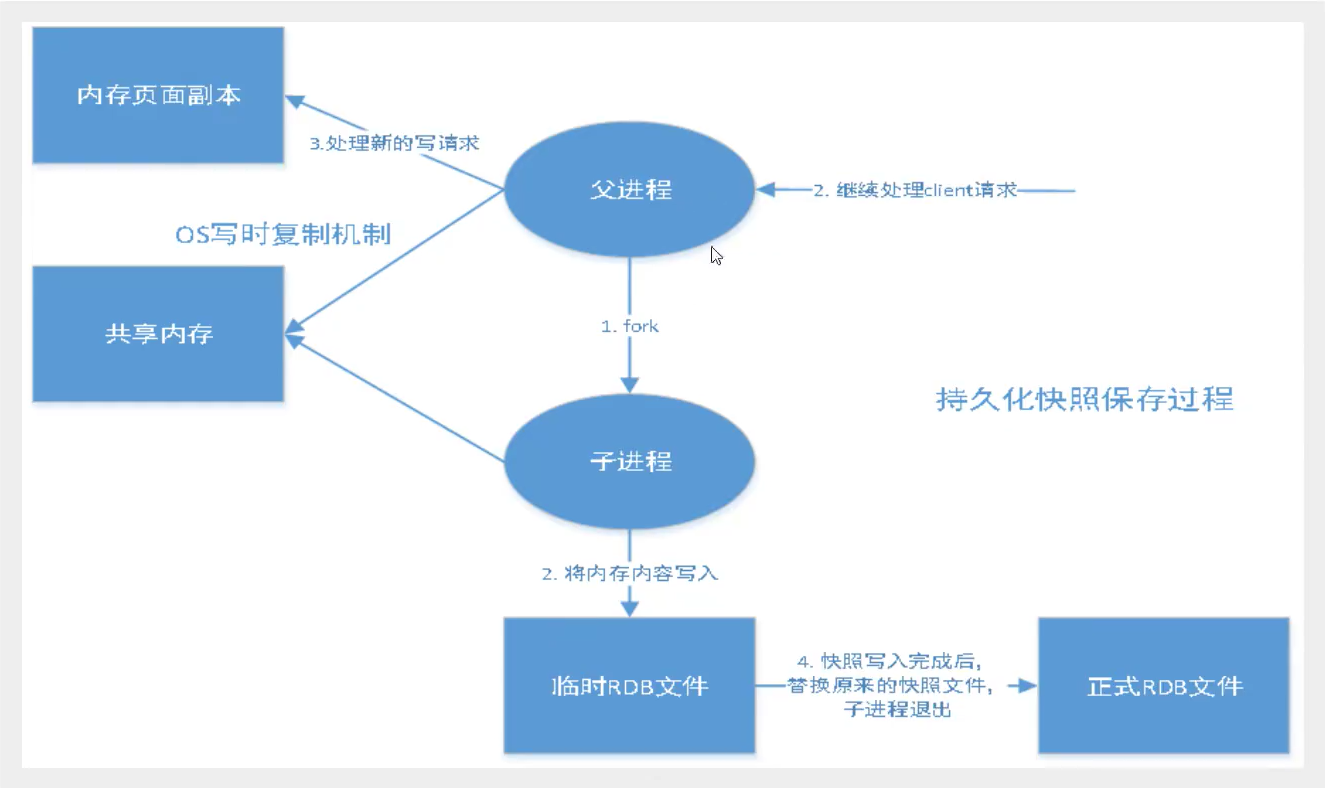 内存页面副本
3.处理新的写请求
父进程
2. 继续处理client请求
OS写时复制机制
共享内存
1. fork
持久化快照保存过程
子进程
2. 将内存内容写入
临时RDB文件
4. 快照写入完成后,
替换原来的快照文件,
子进程退出
正式RDB文件